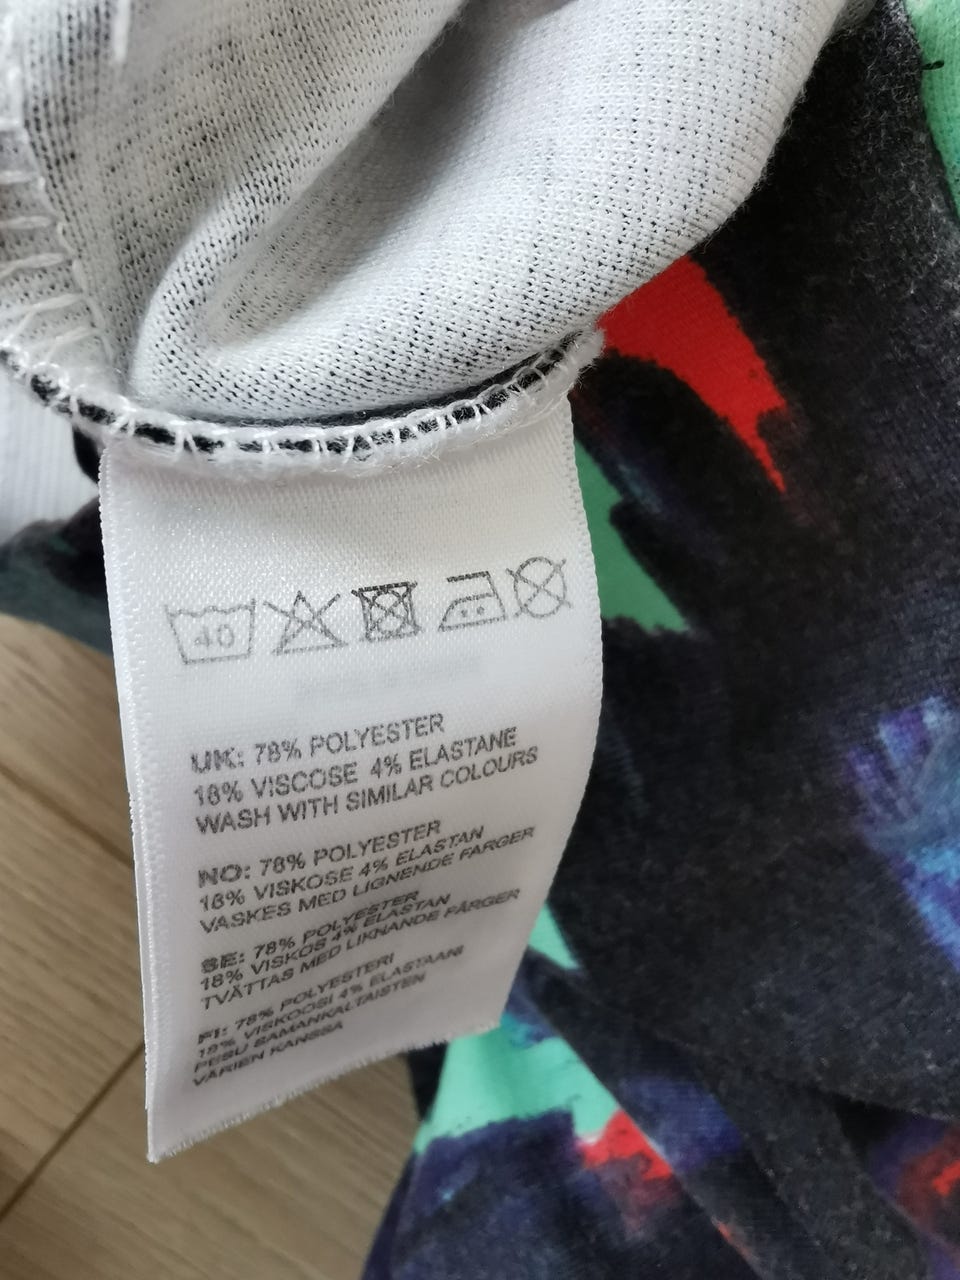 40
UK: 78% POLYESTER
18% VISCOSE 4% ELASTANE
WASH WITH SIMILAR COLOURS
NO: 78% POLYESTER
18% VISKOSE 4% ELASTAN
VASKES MED LIGNENDE FARGER
SE: 78% POLYESTER
18% VISKOS 4% ELASTAN
TVÄTTAS MED LIKNANDE FÄRGER
FI: 78% POLYESTERI
18% VISKOOSI 4% ELASTAANI
PESU SAMANKALTAISTEN
VÄRIEN KANSSA